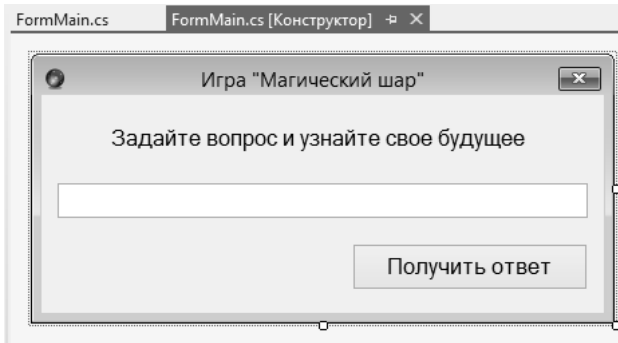 FormMain.cs FormMain.cs [Конструктор]
Игра "Магический шар"
Задайте вопрос и узнайте свое будущее
Получить ответ